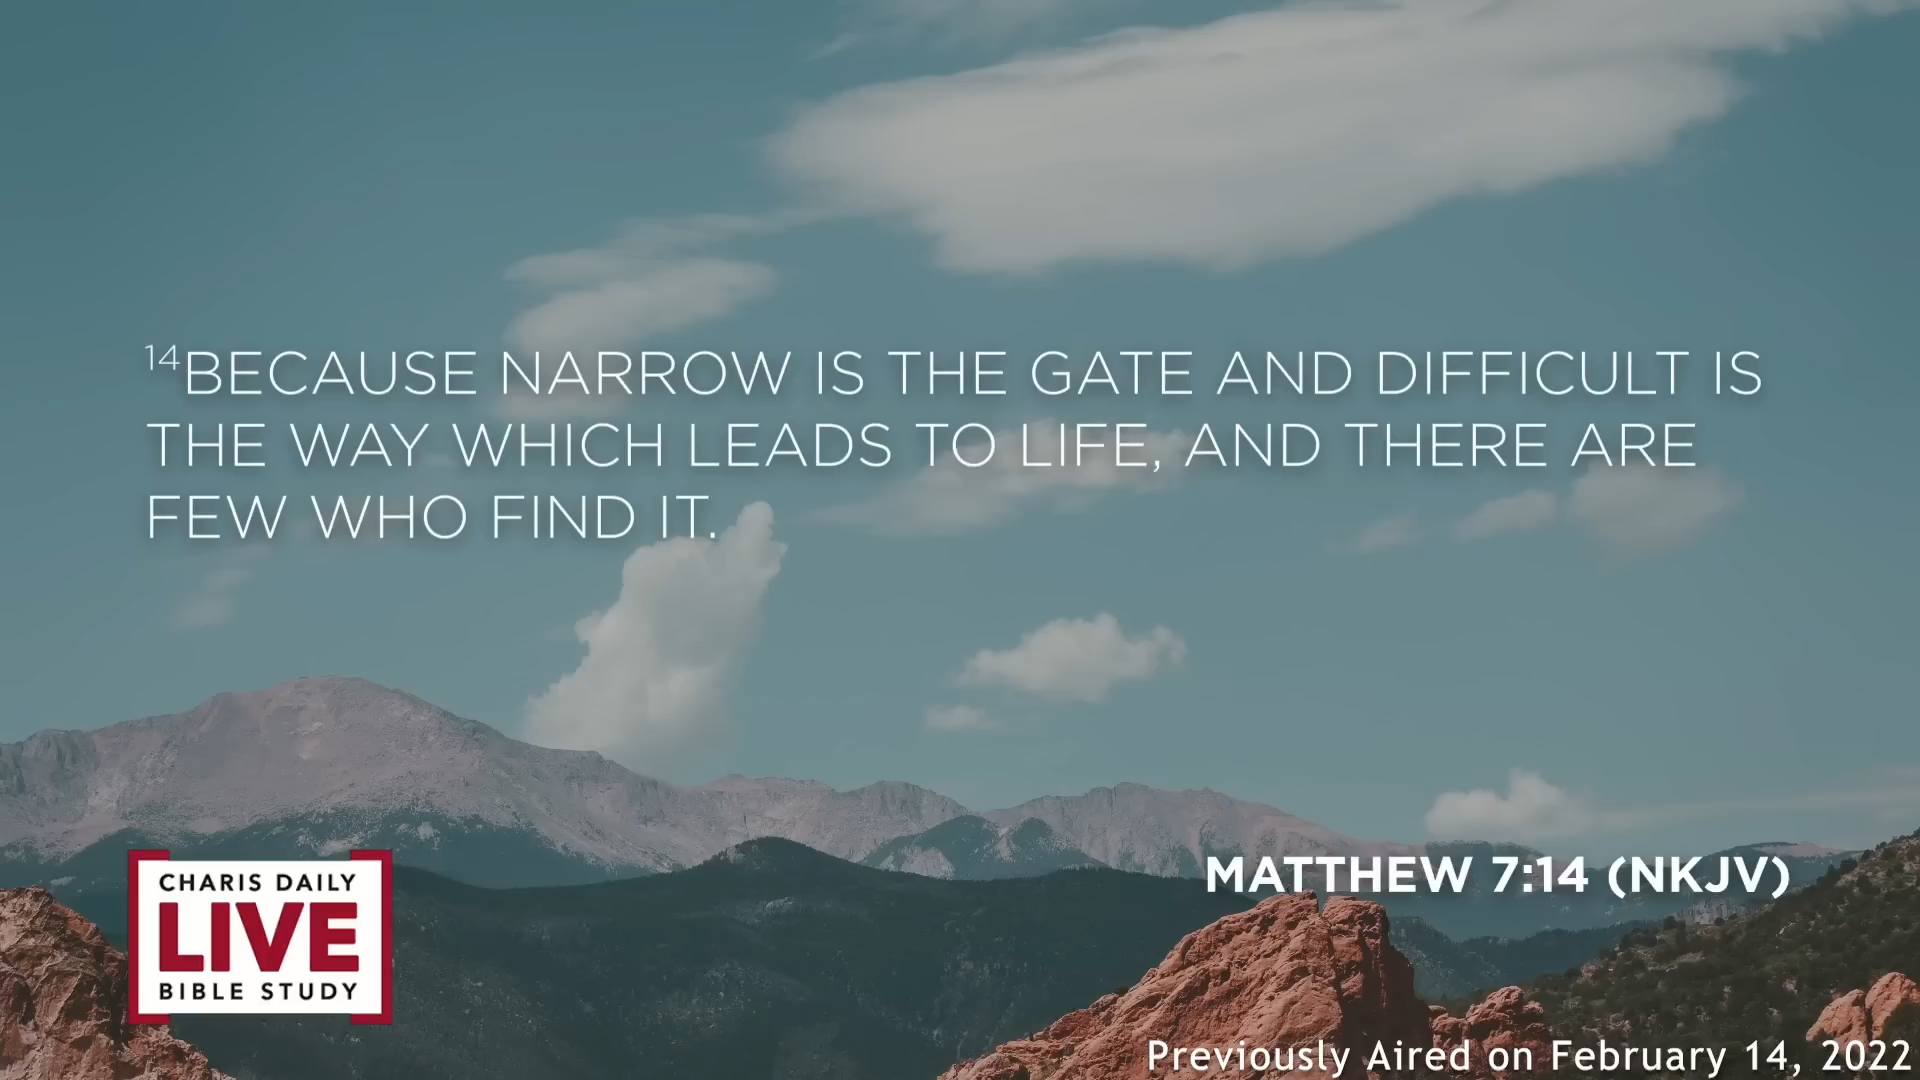 ¹⁴BECAUSE NARROW IS THE GATE AND DIFFICULT IS
THE WAY WHICH LEADS TO LIFE, AND THERE ARE
FEW WHO FIND IT.
MATTHEW 7:14 (NKJV)
CHARIS DAILY
LIVE
BIBLE STUDY
Previously Aired on February 14, 2022